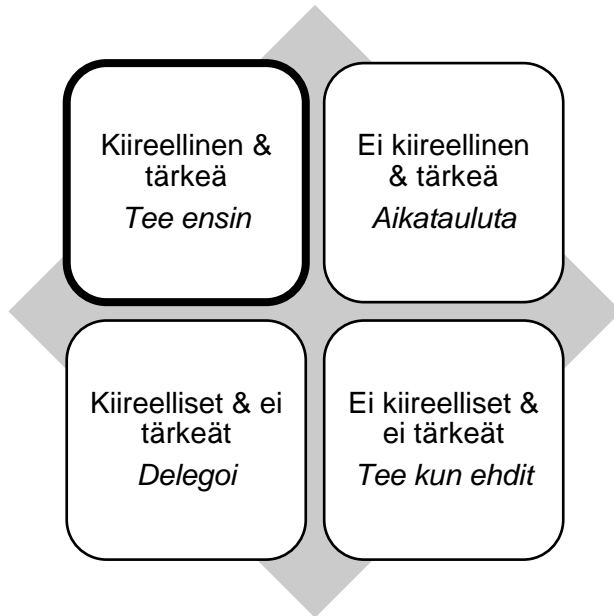 Kiireellinen &
tärkeä
Tee ensin
Ei kiireellinen
& tärkeä
Aikatauluta
Kiireelliset & ei
tärkeät
Delegoi
Ei kiireelliset &
ei tärkeät
Tee kun ehdit